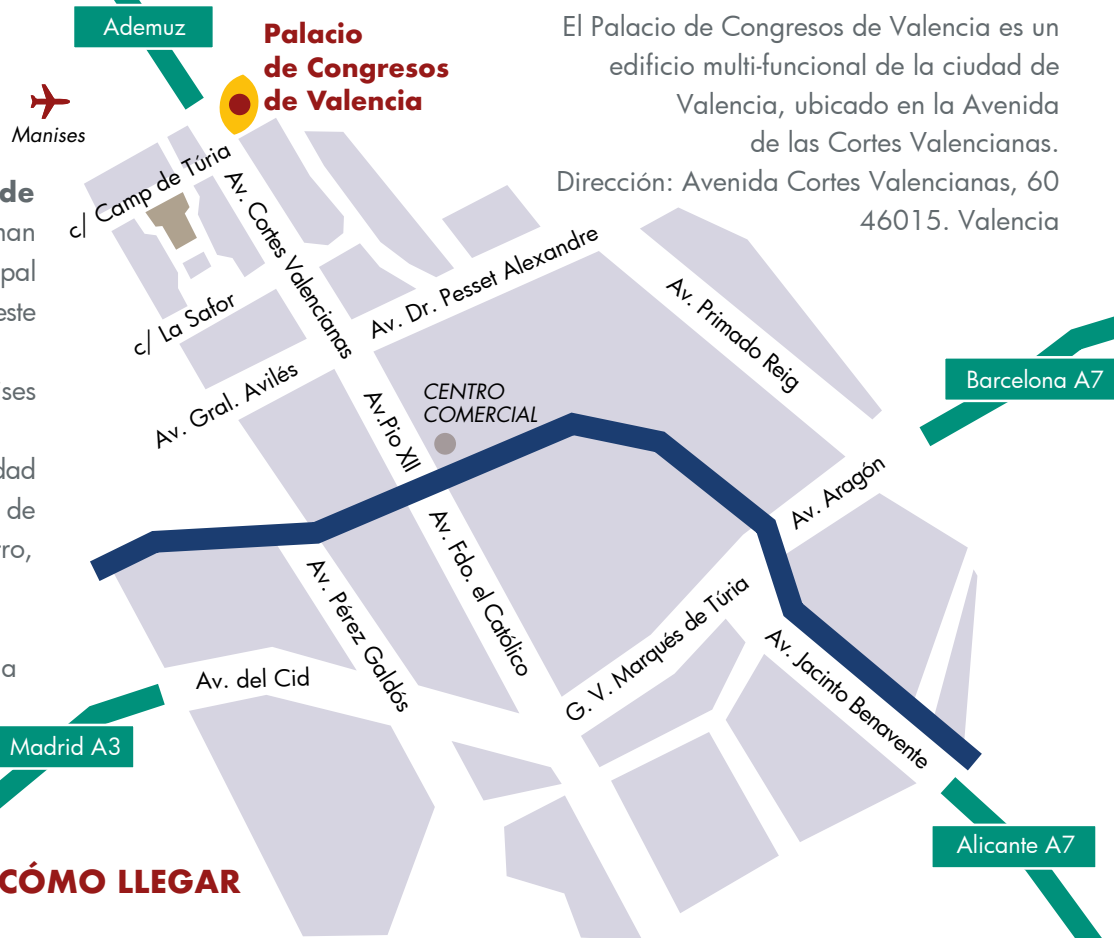 Ademuz
Palacio
de Congresos
de Valencia
El Palacio de Congresos de Valencia es un
edificio multi-funcional de la ciudad de
Valencia, ubicado en la Avenida
de las Cortes Valencianas.
Dirección: Avenida Cortes Valencianas, 60
46015. Valencia
Manises
de
este
de
a
c/ Camp de Túria
Av. Cortes Valencianas
c/ La Safor
Av. Dr. Pesset Alexandre
Av. Primado Reig
Av. Gral. Avilés
Av.Pio XII
CENTRO
COMERCIAL
Barcelona A7
Av. Aragón
Av. Fdo. el Católico
Av. Pérez Galdós
G. V. Marqués de Túria
Av. Jacinto Benavente
Av. del Cid
Madrid A3
Alicante A7
CÓMO LLEGAR